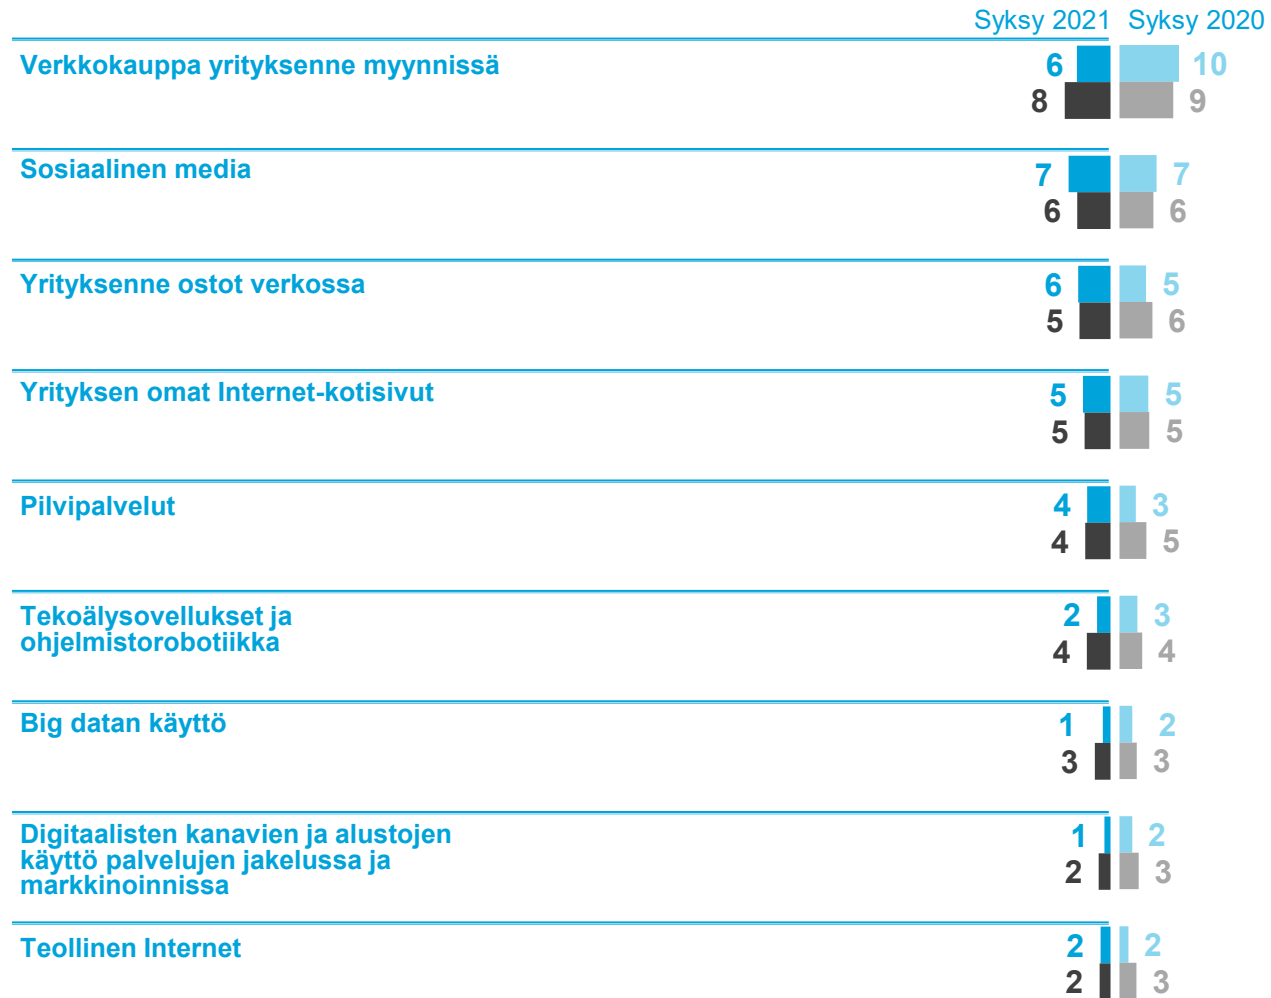 Syksy 2021 Syksy 2020
Verkkokauppa yrityksenne myynnissä 6 10
8 9
Sosiaalinen media 7 7
6 6
Yrityksenne ostot verkossa 6 5
5 6
Yrityksen omat Internet-kotisivut 5 5
5 5
Pilvipalvelut 4 3
4 5
Tekoälysovellukset ja 2 3
ohjelmistorobotiikka 4 4
Big datan käyttö 1 2
3 3
Digitaalisten kanavien ja alustojen 1 2
käyttö palvelujen jakelussa ja 2 3
markkinoinnissa
Teollinen Internet 2 2
2 3